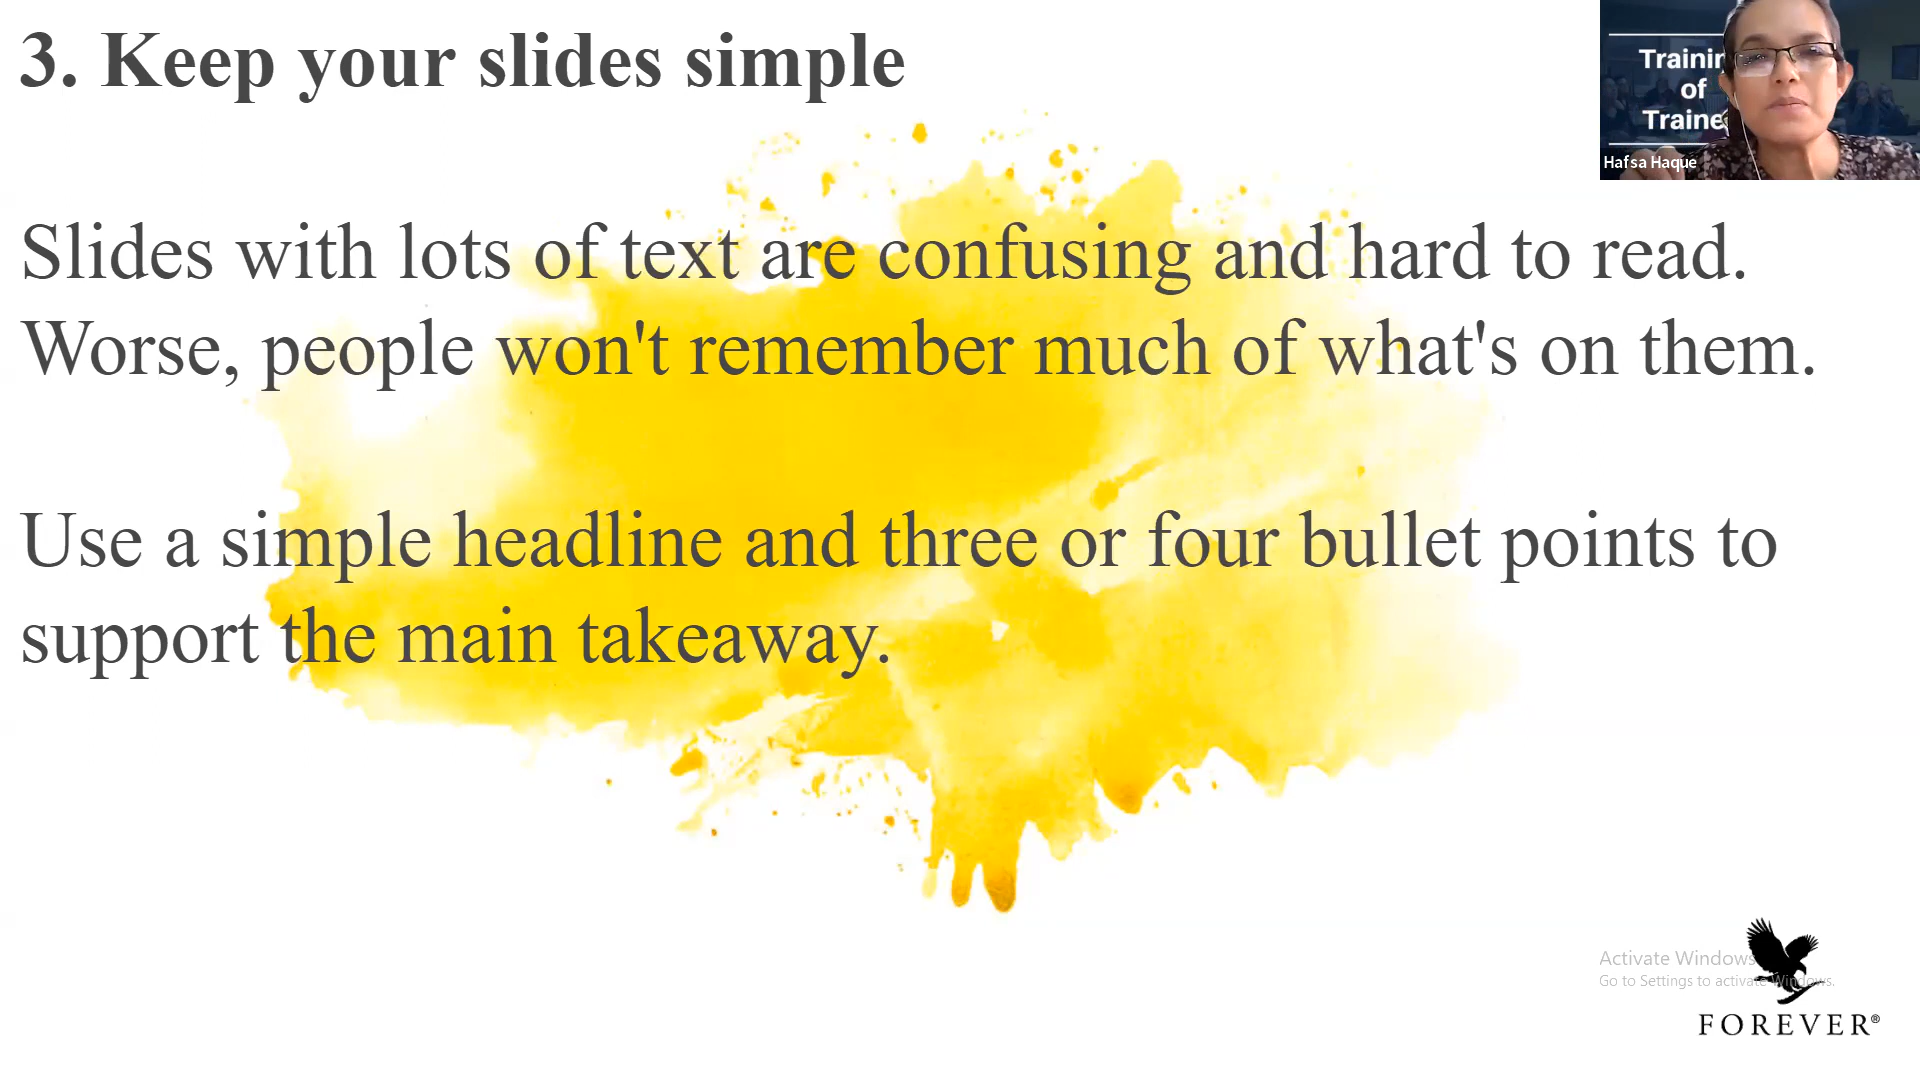 3. Keep your slides simple
Trainin
of
Traine
Hafsa Haque
Slides with lots of text are confusing and hard to read.
Worse, people won't remember much of what's on them.
Use a simple headline and three or four bullet points to
support the main takeaway.
Activate Windows
Go to Settings to activate Windows.
FOREVER®